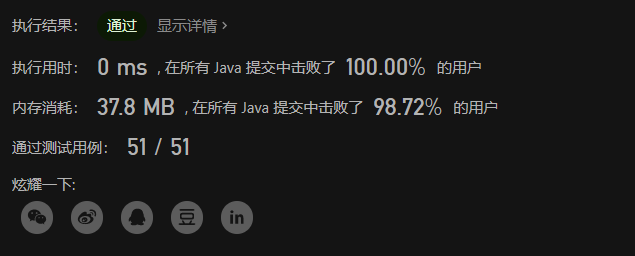 执行结果： 通过 显示详情 >
执行用时： 0 ms , 在所有 Java 提交中击败了 100.00% 的用户
内存消耗： 37.8 MB , 在所有 Java 提交中击败了 98.72% 的用户
通过测试用例： 51 / 51
炫耀一下:
豆 in